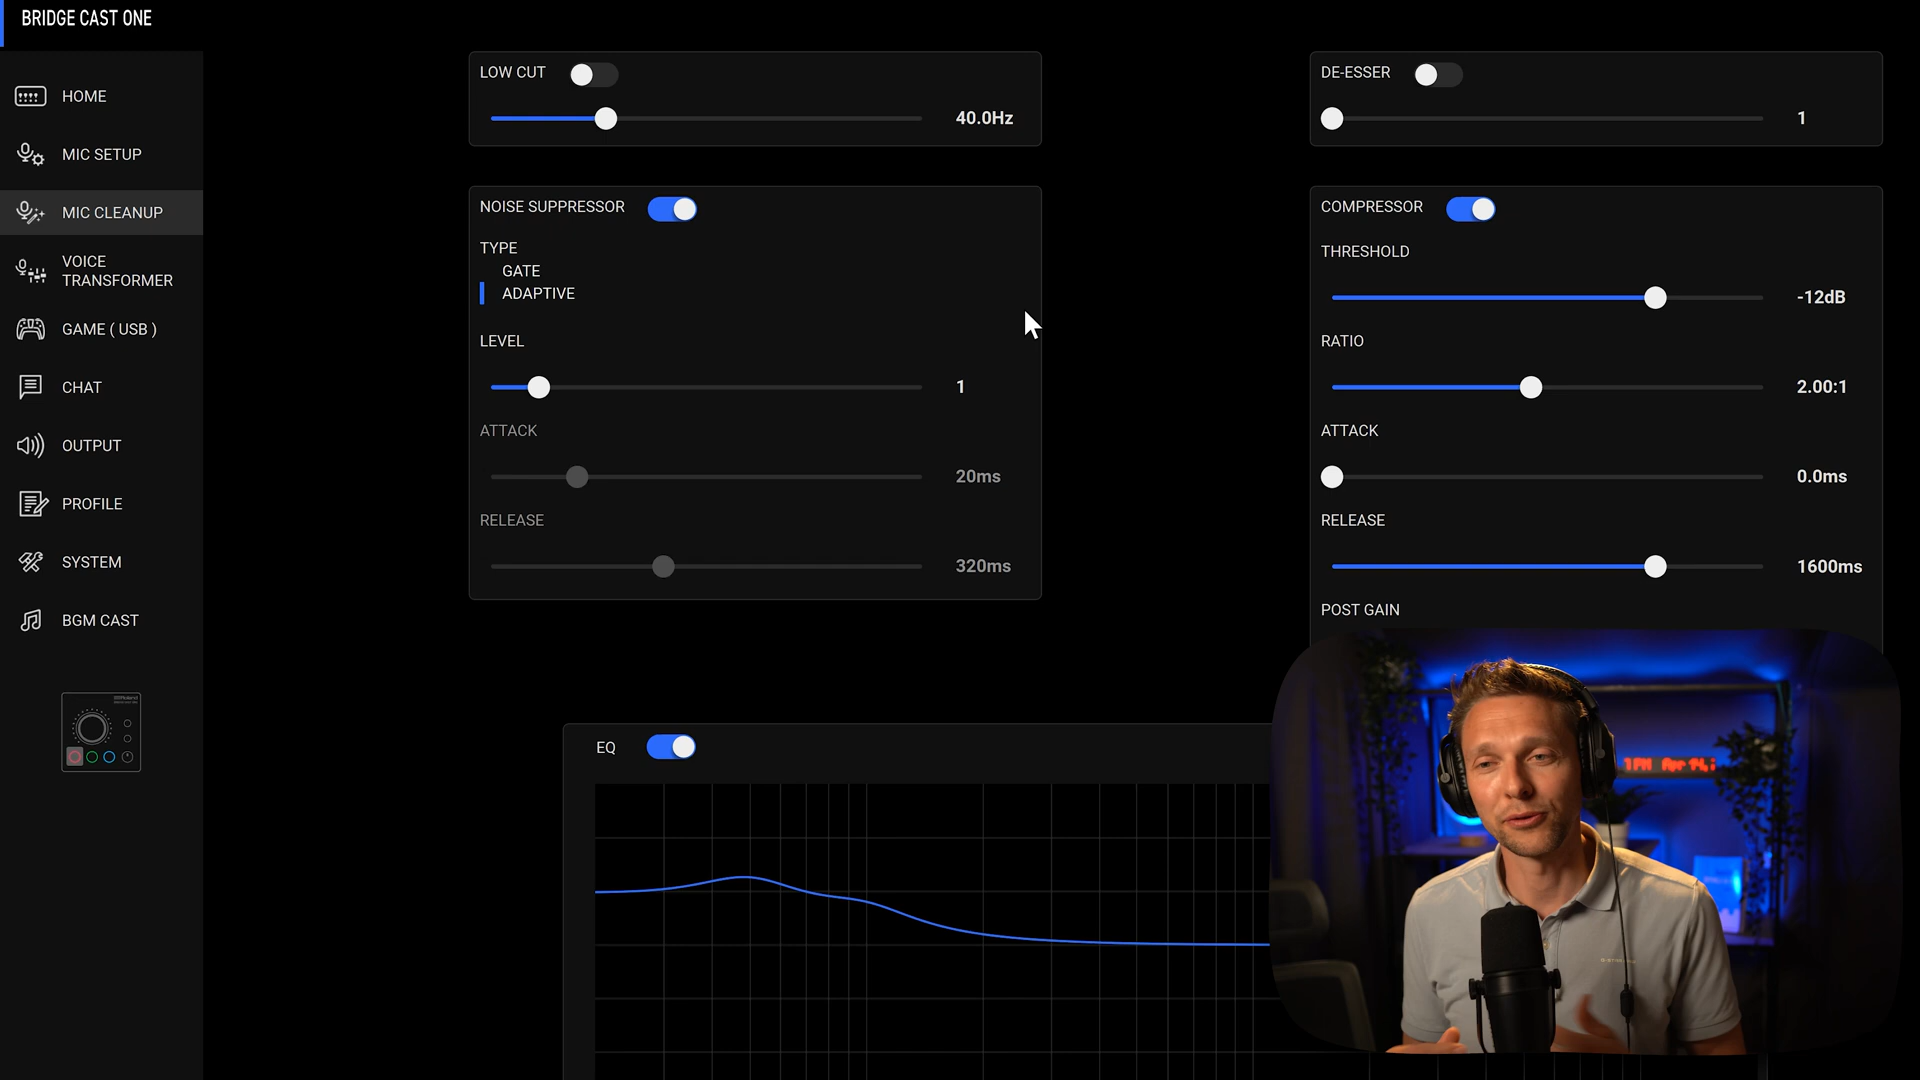 BRIDGE CAST ONE
HOME
MIC SETUP
MIC CLEANUP
VOICE
TRANSFORMER
GAME ( USB )
CHAT
OUTPUT
PROFILE
SYSTEM
BGM CAST
LOW CUT
40.0Hz
NOISE SUPPRESSOR
TYPE
GATE
ADAPTIVE
LEVEL
1
ATTACK
20ms
RELEASE
320ms
DE-ESSER
1
COMPRESSOR
THRESHOLD
-12dB
RATIO
2.00:1
ATTACK
0.0ms
RELEASE
1600ms
POST GAIN
EQ